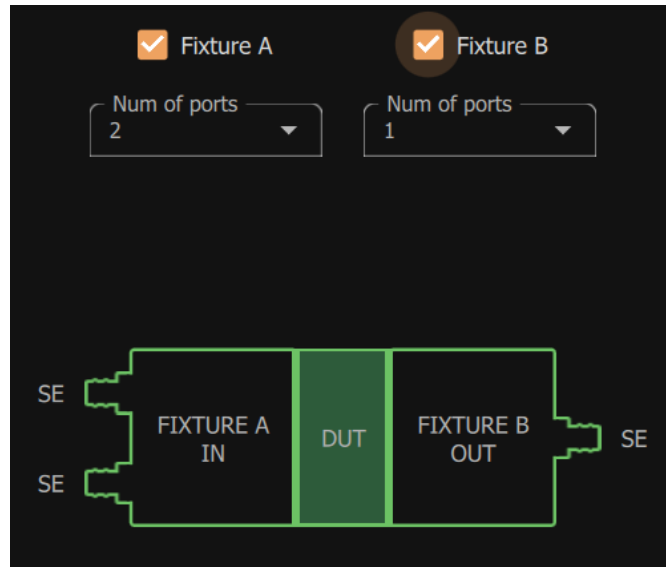 Fixture A
Fixture B
Num of ports
2
Num of ports
1
SE
SE
FIXTURE A
IN
DUT
FIXTURE B
OUT
SE